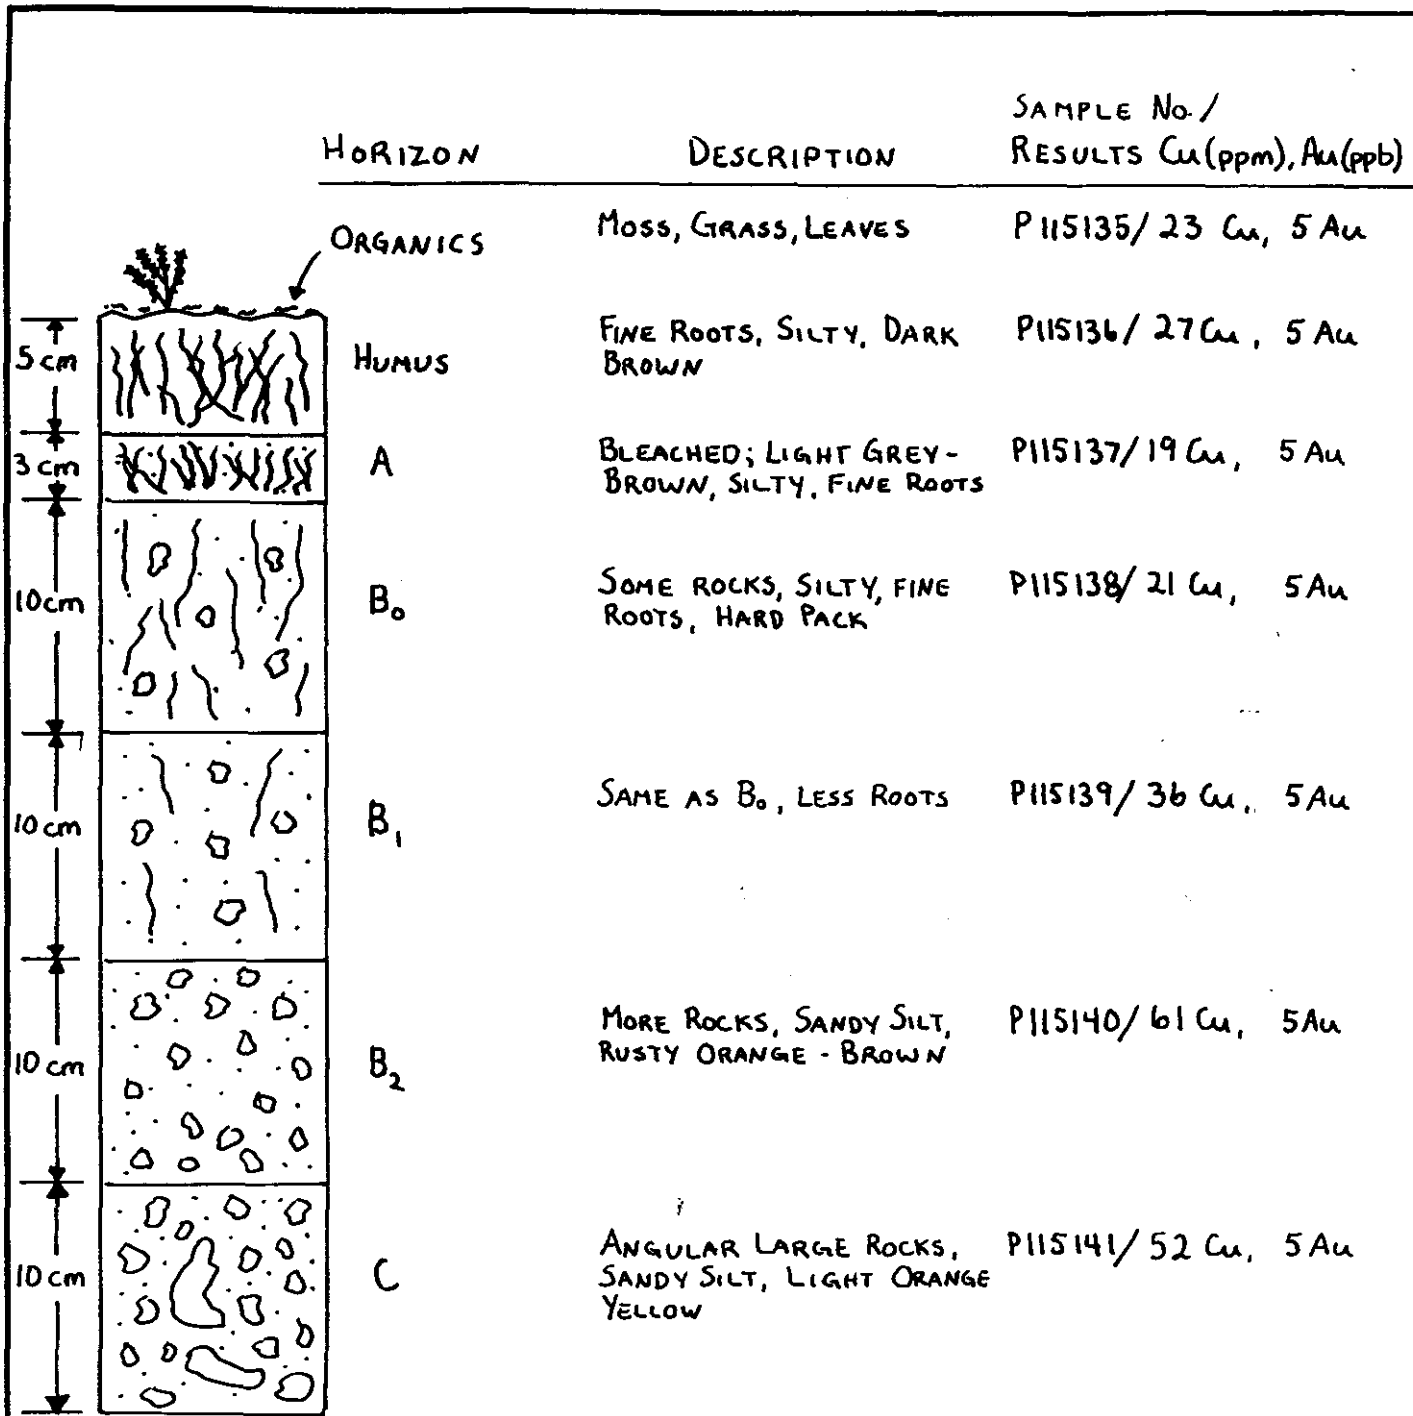 SAMPLE No./
HORIZON DESCRIPTION RESULTS Cu(ppm), Au(ppb)
ORGANICS MOSS, GRASS, LEAVES P115135/ 23 Cu, 5 Au
5 cm HUMUS FINE ROOTS, SILTY, DARK P115136/ 27 Cu, 5 Au
BROWN
3 cm A BLEACHED; LIGHT GREY- P115137/ 19 Cu, 5 Au
BROWN, SILTY, FINE ROOTS
10 cm B₀ SOME ROCKS, SILTY, FINE P115138/ 21 Cu, 5 Au
ROOTS, HARD PACK
10 cm B₁ SAME AS B₀, LESS ROOTS P115139/ 36 Cu, 5 Au
10 cm B₂ MORE ROCKS, SANDY SILT, P115140/ 61 Cu, 5 Au
RUSTY ORANGE - BROWN
10 cm C ANGULAR LARGE ROCKS, P115141/ 52 Cu, 5 Au
SANDY SILT, LIGHT ORANGE
YELLOW